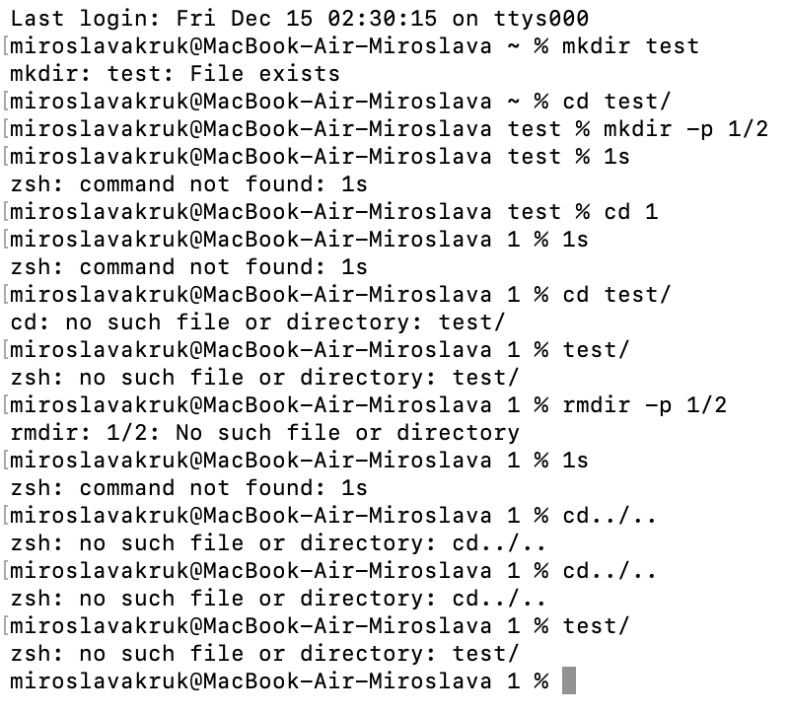 Last login: Fri Dec 15 02:30:15 on ttys000
[miroslavakruk@MacBook-Air-Miroslava ~ % mkdir test
mkdir: test: File exists
[miroslavakruk@MacBook-Air-Miroslava ~ % cd test/
[miroslavakruk@MacBook-Air-Miroslava test % mkdir -p 1/2
[miroslavakruk@MacBook-Air-Miroslava test % 1s
zsh: command not found: 1s
[miroslavakruk@MacBook-Air-Miroslava test % cd 1
[miroslavakruk@MacBook-Air-Miroslava 1 % 1s
zsh: command not found: 1s
[miroslavakruk@MacBook-Air-Miroslava 1 % cd test/
cd: no such file or directory: test/
[miroslavakruk@MacBook-Air-Miroslava 1 % test/
zsh: no such file or directory: test/
[miroslavakruk@MacBook-Air-Miroslava 1 % rmdir -p 1/2
rmdir: 1/2: No such file or directory
[miroslavakruk@MacBook-Air-Miroslava 1 % 1s
zsh: command not found: 1s
[miroslavakruk@MacBook-Air-Miroslava 1 % cd../..
zsh: no such file or directory: cd../..
[miroslavakruk@MacBook-Air-Miroslava 1 % cd../..
zsh: no such file or directory: cd../..
[miroslavakruk@MacBook-Air-Miroslava 1 % test/
zsh: no such file or directory: test/
miroslavakruk@MacBook-Air-Miroslava 1 %